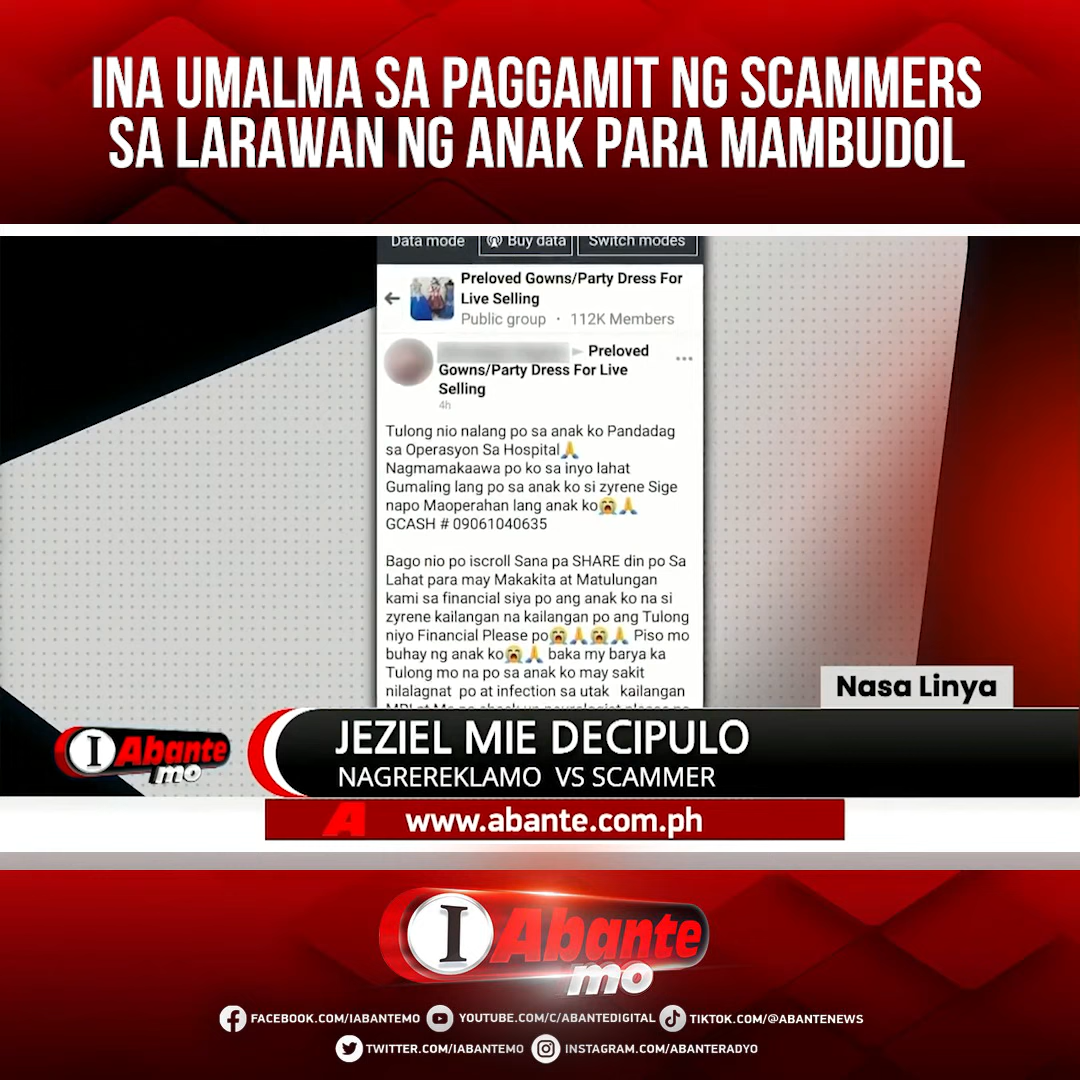 INA UMALMA SA PAGGAMIT NG SCAMMERS
SA LARAWAN NG ANAK PARA MAMBUDOL
Data mode
Buy data
Switch modes
Preloved Gowns/Party Dress For
Live Selling
Public group · 112K Members
Preloved
Gowns/Party Dress For Live
Selling
4h
Tulong nio nalang po sa anak ko Pandadag
sa Operasyon Sa Hospital🙏
Nagmamakaawa po ko sa inyo lahat
Gumaling lang po sa anak ko si zyrene Sige
napo Maoperahan lang anak ko😭🙏
GCASH # 09061040635
Bago nio po iscroll Sana pa SHARE din po Sa
Lahat para may Makakita at Matulungan
kami sa financial siya po ang anak ko na si
zyrene kailangan na kailangan po ang Tulong
niyo Financial Please po😭🙏😭🙏 Piso mo
buhay ng anak ko😭🙏 baka my barya ka
Tulong mo na po sa anak ko may sakit
nilalagnat po at infection sa utak kailangan
Nasa Linya
I Abante
mo
JEZIEL MIE DECIPULO
NAGREREKLAMO VS SCAMMER
A www.abante.com.ph
I Abante
mo
FACEBOOK.COM/IABANTEMO
YOUTUBE.COM/C/ABANTEDIGITAL
TIKTOK.COM/@ABANTENEWS
TWITTER.COM/IABANTEMO
INSTAGRAM.COM/ABANTERADYO